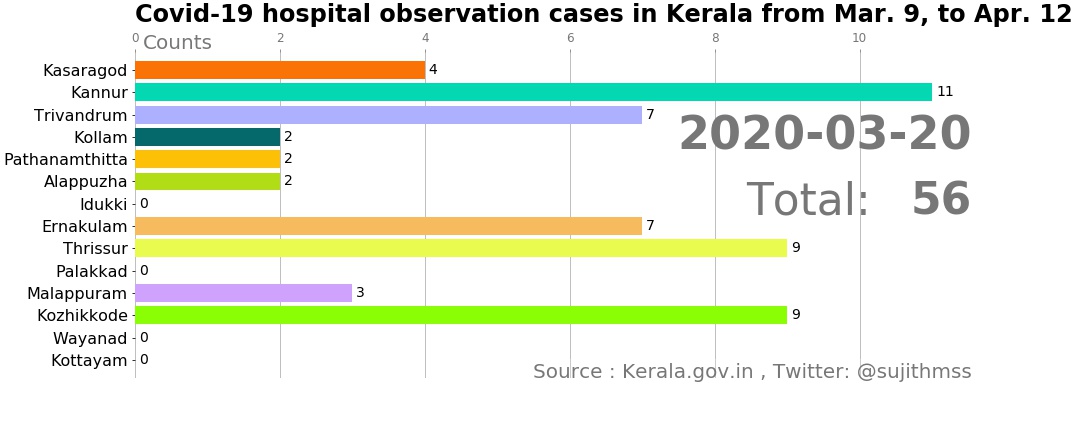 Covid-19 hospital observation cases in Kerala from Mar. 9, to Apr. 12
0 2 4 6 8 10
Counts
Kasaragod 4
Kannur 11
Trivandrum 7
2020-03-20
Kollam 2
Pathanamthitta 2
Alappuzha 2
Total: 56
Idukki 0
Ernakulam 7
Thrissur 9
Palakkad 0
Malappuram 3
Kozhikkode 9
Wayanad 0
Kottayam 0
Source : Kerala.gov.in , Twitter: @sujithmss